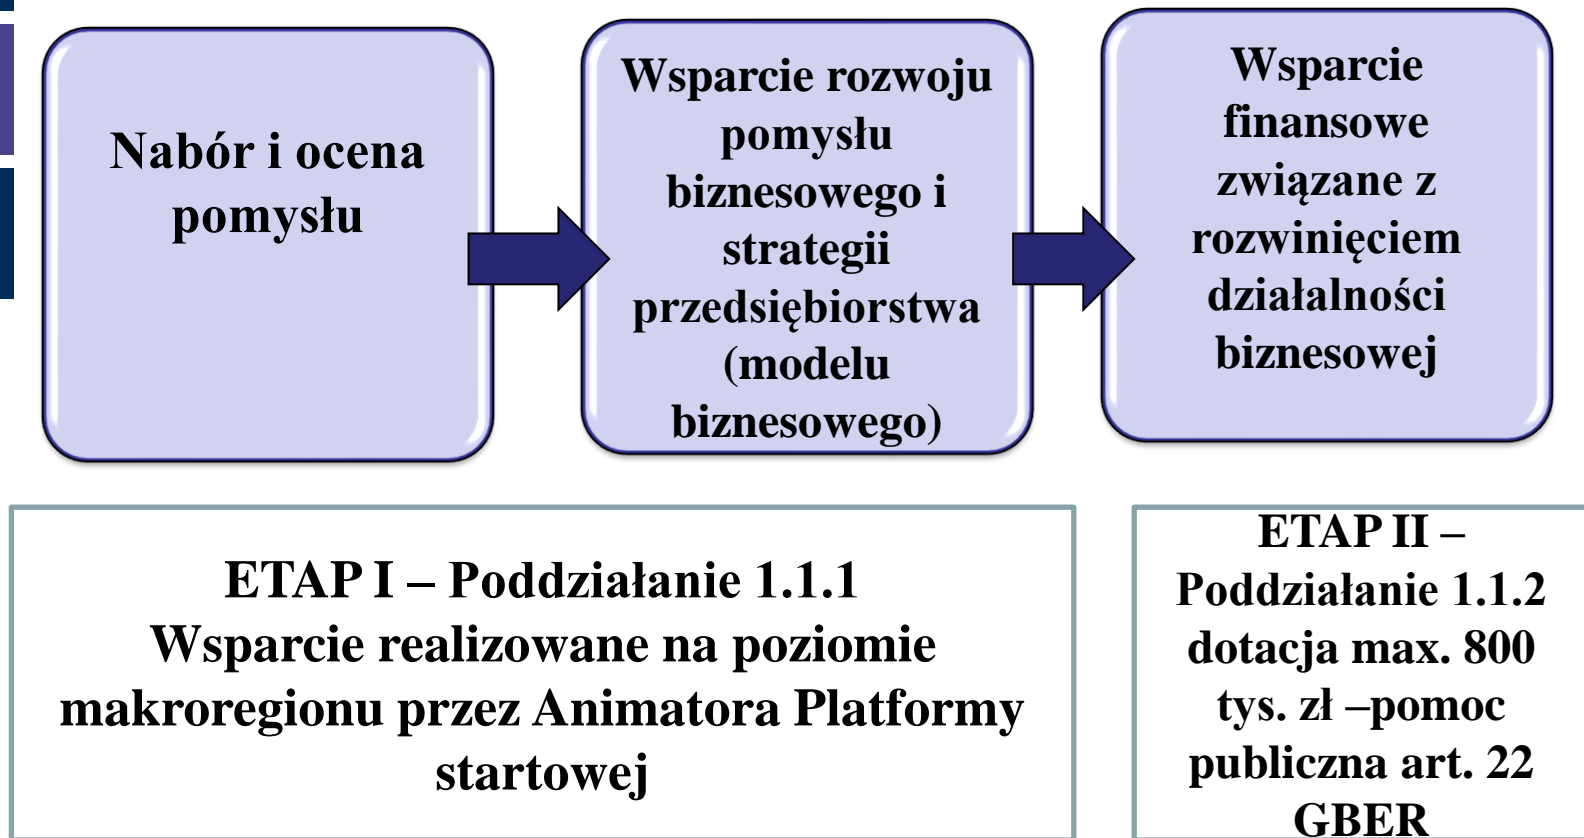 Nabór i ocena
pomysłu
Wsparcie rozwoju
pomysłu
biznesowego i
strategii
przedsiębiorstwa
(modelu
biznesowego)
Wsparcie
finansowe
związane z
rozwinięciem
działalności
biznesowej
ETAP I – Poddziałanie 1.1.1
Wsparcie realizowane na poziomie
makroregionu przez Animatora Platformy
startowej
ETAP II –
Poddziałanie 1.1.2
dotacja max. 800
tys. zł –pomoc
publiczna art. 22
GBER